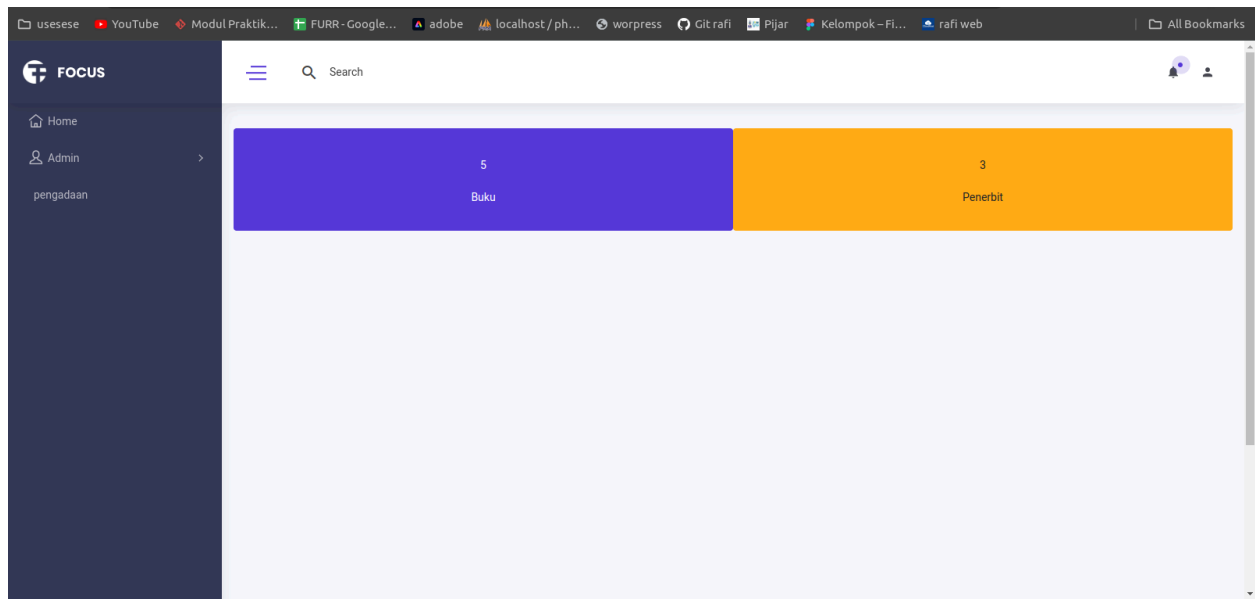 usesese YouTube Modul Praktik... FURR - Google... adobe localhost / ph... worpress Git rafi Pijar Kelompok – Fi... rafi web All Bookmarks
FOCUS Search
Home
Admin
pengadaan
5 3
Buku Penerbit